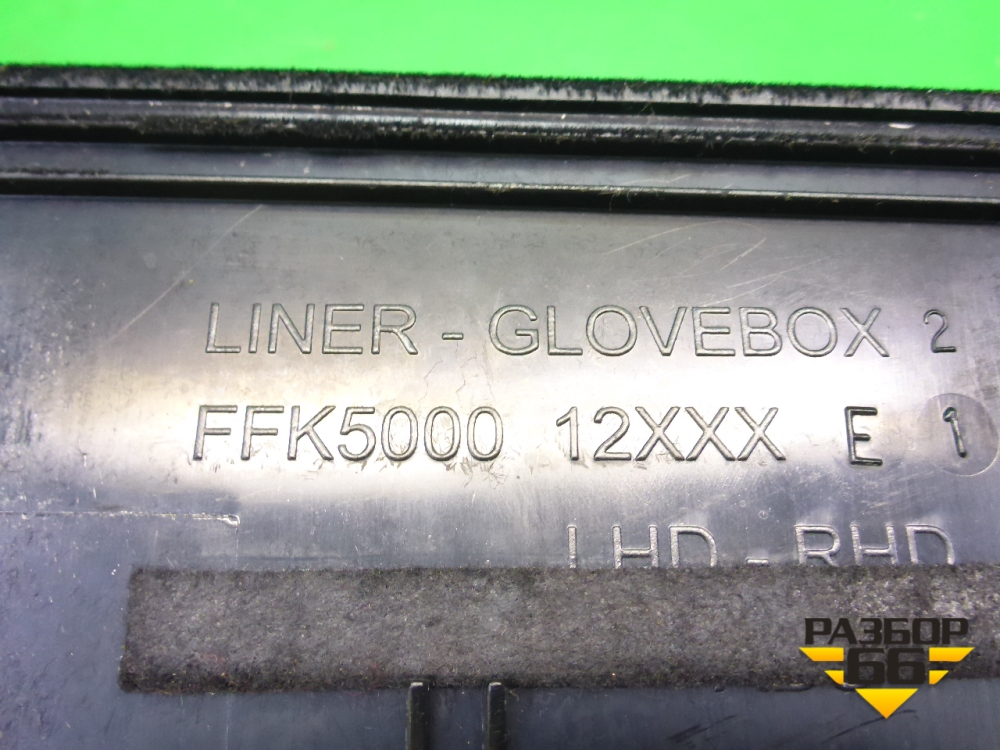 LINER - GLOVEBOX 2
FFK5000 12XXX E 1
LHD - RHD
РАЗБОР
66